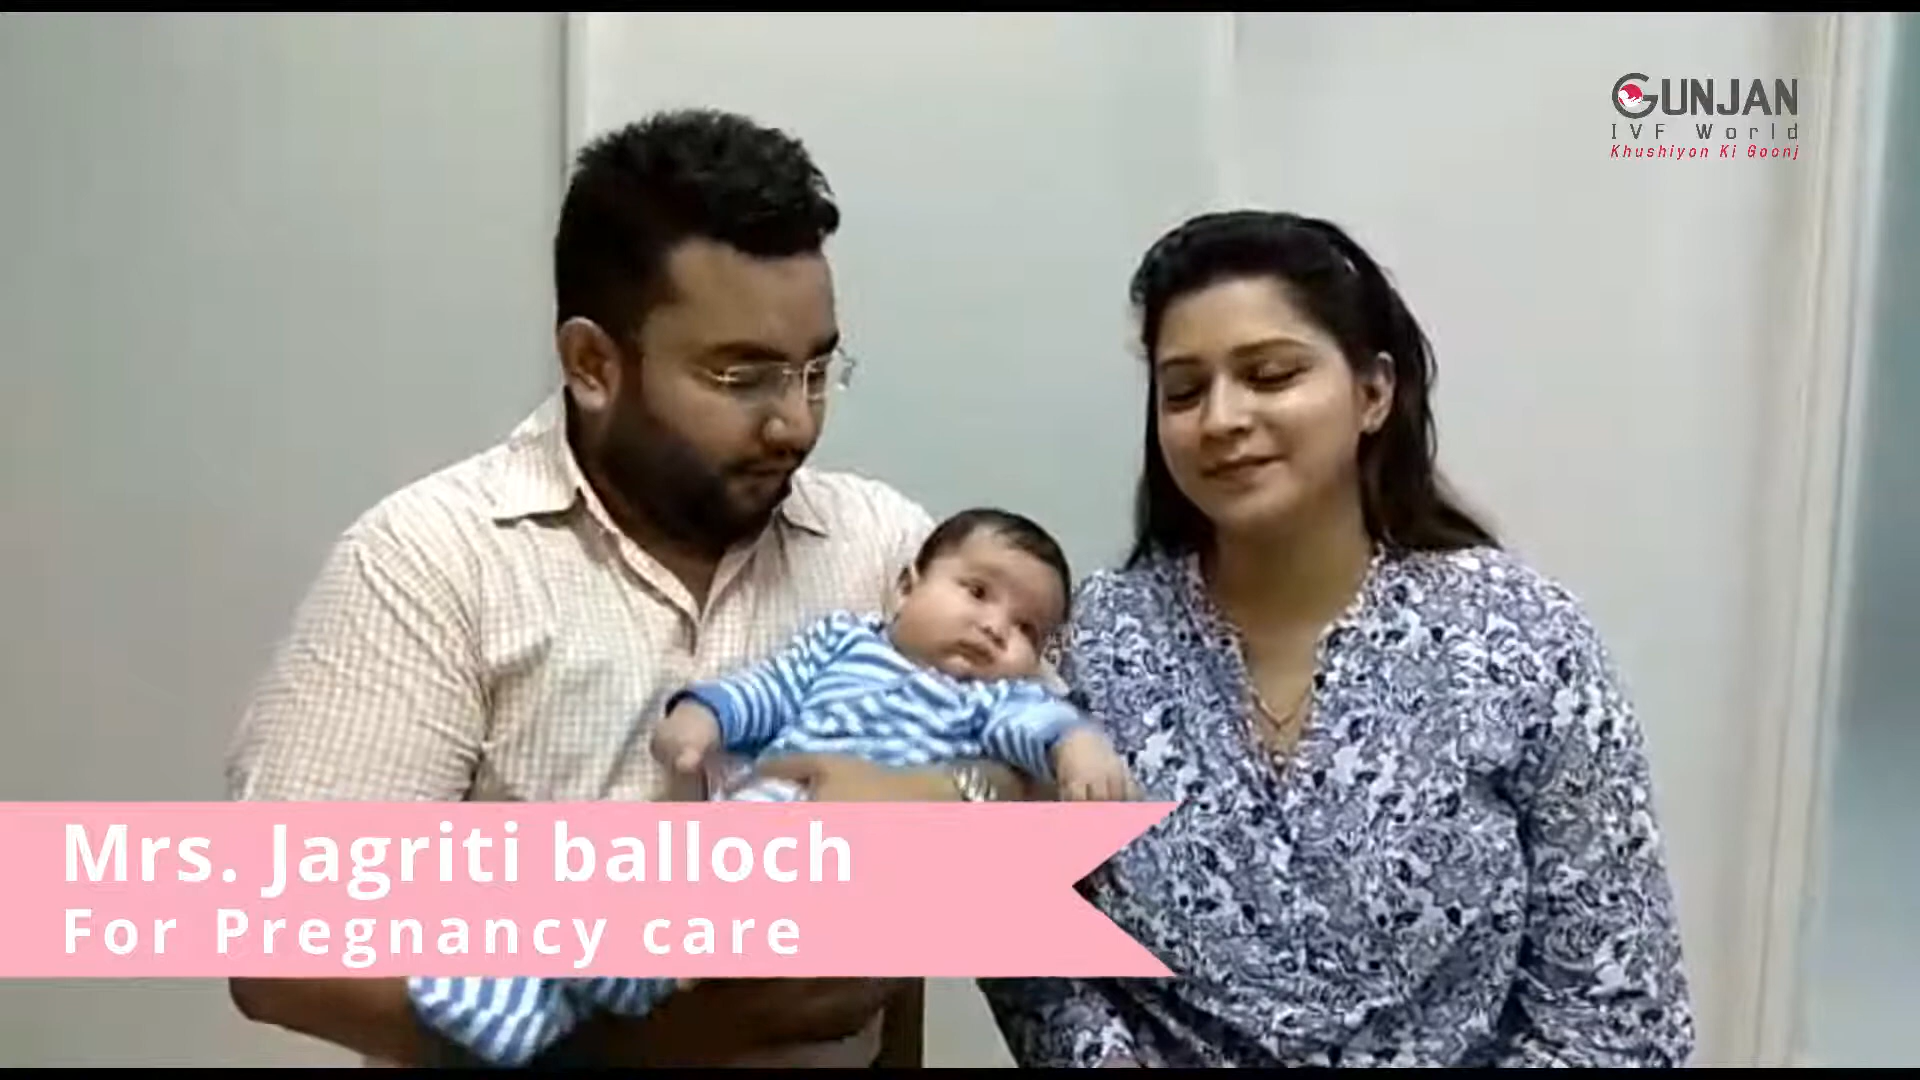 GUNJAN
IVF World
Khushiyon Ki Goonj
Mrs. Jagriti balloch
For Pregnancy care